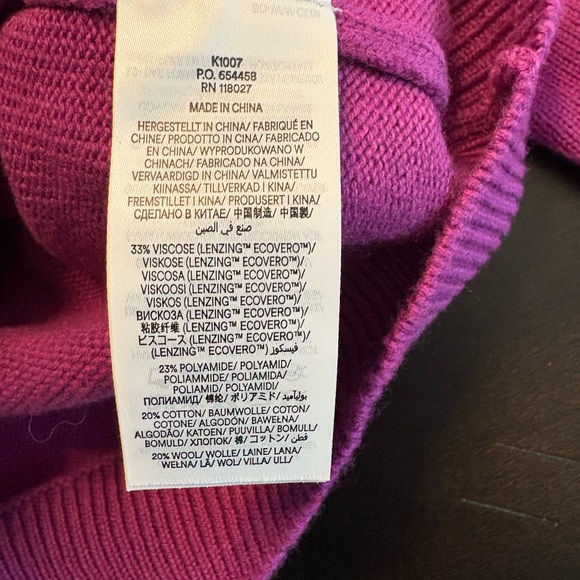 K1007
P.O. 654458
RN 118027
MADE IN CHINA
HERGESTELLT IN CHINA/ FABRIQUÉ EN
CHINE/ PRODOTTO IN CINA/ FABRICADO
EN CHINA/ WYPRODUKOWANO W
CHINACH/ FABRICADO NA CHINA/
VERVAARDIGD IN CHINA/ VALMISTETTU
KIINASSA/ TILLVERKAD I KINA/
FREMSTILLET I KINA/ PRODUSERT I KINA/
СДЕЛАНО В КИТАЕ/ 中国制造/ 中国製/
صنع في الصين
33% VISCOSE (LENZING™ ECOVERO™)/
VISKOSE (LENZING™ ECOVERO™)/
VISCOSA (LENZING™ ECOVERO™)/
VISKOOSI (LENZING™ ECOVERO™)/
VISKOS (LENZING™ ECOVERO™)/
ВИСКОЗА (LENZING™ ECOVERO™)/
粘胶纤维 (LENZING™ ECOVERO™)/
ビスコース (LENZING™ ECOVERO™)/
(LENZING™ ECOVERO™) فيسكوز/
23% POLYAMIDE/ POLYAMID/
POLIAMMIDE/ POLIAMIDA/
POLIAMID/ POLYAMIDI/
ПОЛИАМИД/ 锦纶/ ポリアミド/ بوليأميد
20% COTTON/ BAUMWOLLE/ COTON/
COTONE/ ALGODÓN/ BAWEŁNA/
ALGODÃO/ KATOEN/ PUUVILLA/ BOMULL/
BOMULD/ ХЛОПОК/ 棉/ コットン/ قطن
20% WOOL/ WOLLE/ LAINE/ LANA/
WEŁNA/ LÃ/ WOL/ VILLA/ ULL/